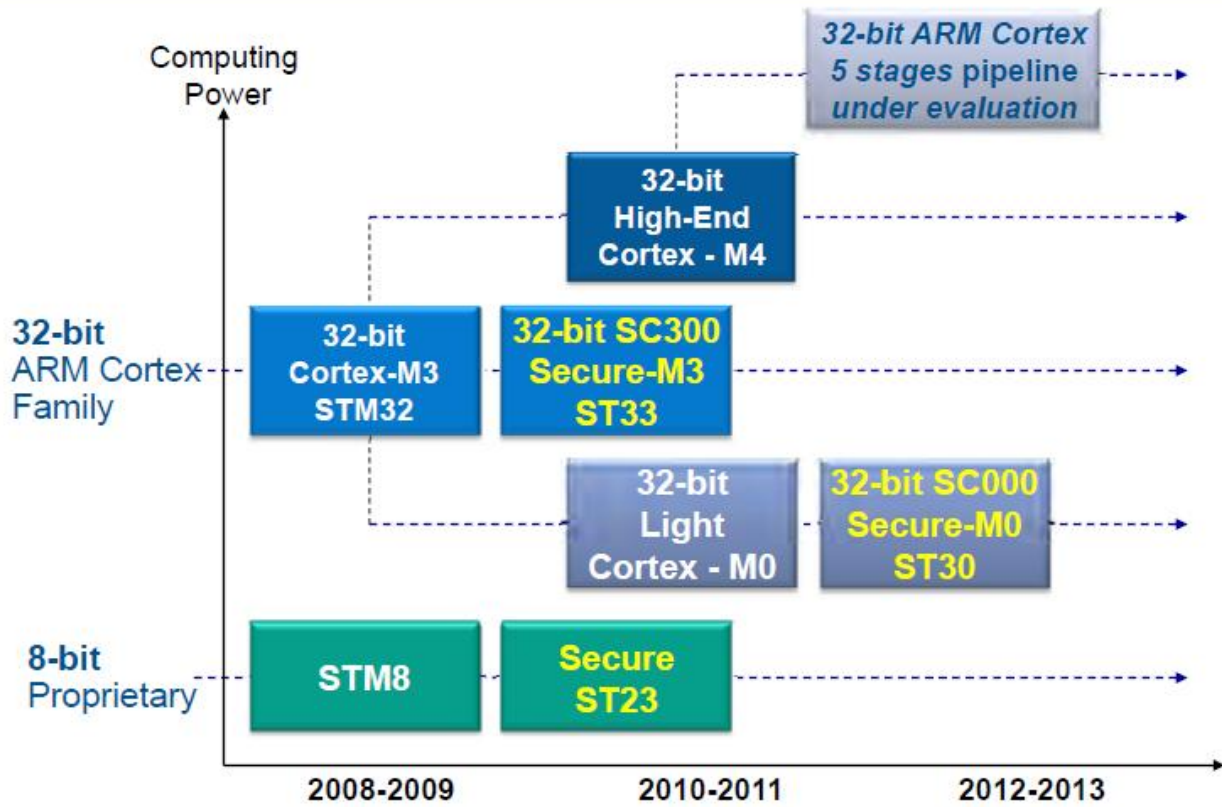 Computing
Power
32-bit ARM Cortex
5 stages pipeline
under evaluation
32-bit
High-End
Cortex - M4
32-bit
ARM Cortex
Family
32-bit
Cortex-M3
STM32
32-bit SC300
Secure-M3
ST33
32-bit
Light
Cortex - M0
32-bit SC000
Secure-M0
ST30
8-bit
Proprietary
STM8
Secure
ST23
2008-2009
2010-2011
2012-2013